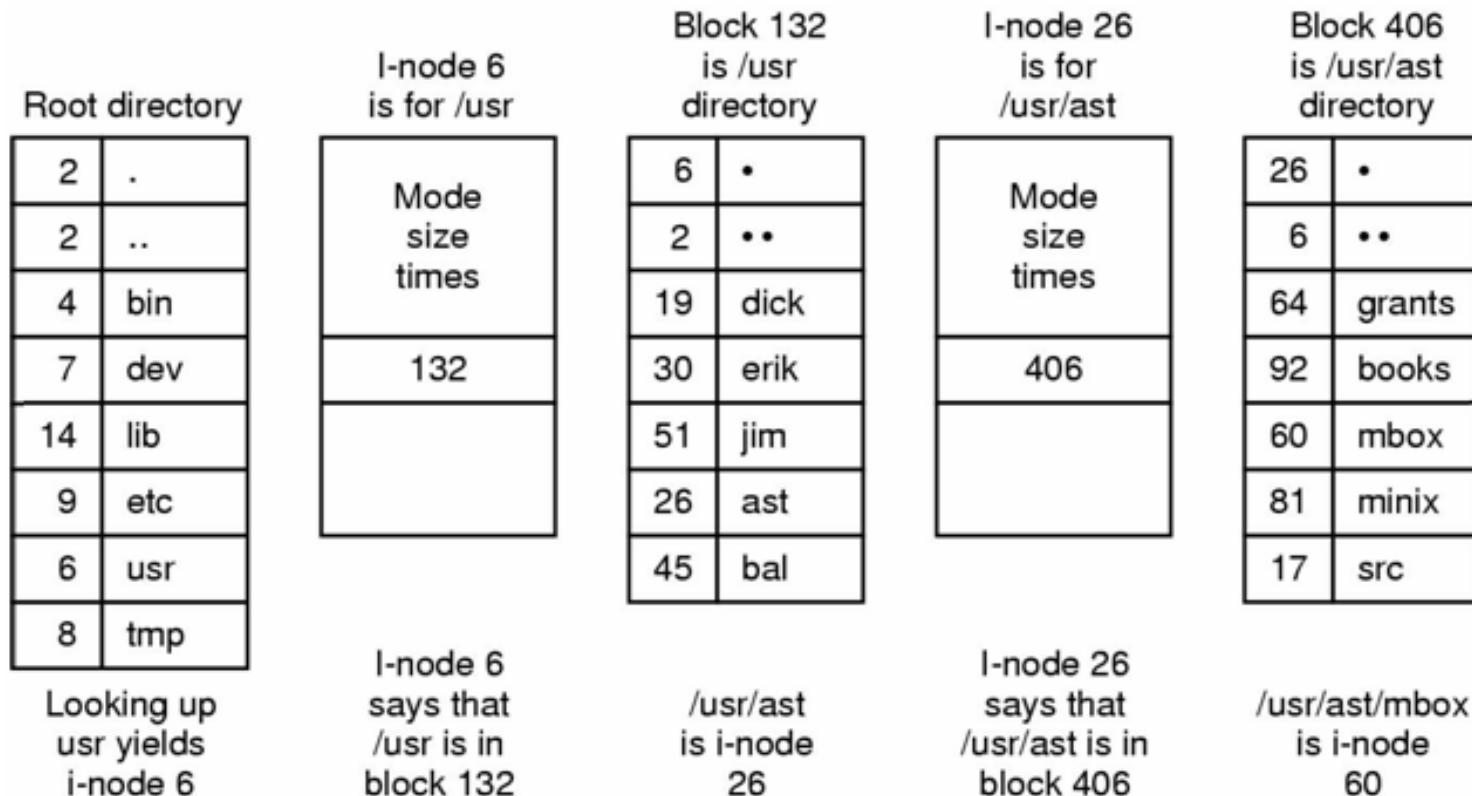 Root directory
2 .
2 ..
4 bin
7 dev
14 lib
9 etc
6 usr
8 tmp
Looking up
usr yields
i-node 6
I-node 6
is for /usr
Mode
size
times
132
I-node 6
says that
/usr is in
block 132
Block 132
is /usr
directory
6 •
2 ••
19 dick
30 erik
51 jim
26 ast
45 bal
/usr/ast
is i-node
26
I-node 26
is for
/usr/ast
Mode
size
times
406
I-node 26
says that
/usr/ast is in
block 406
Block 406
is /usr/ast
directory
26 •
6 ••
64 grants
92 books
60 mbox
81 minix
17 src
/usr/ast/mbox
is i-node
60